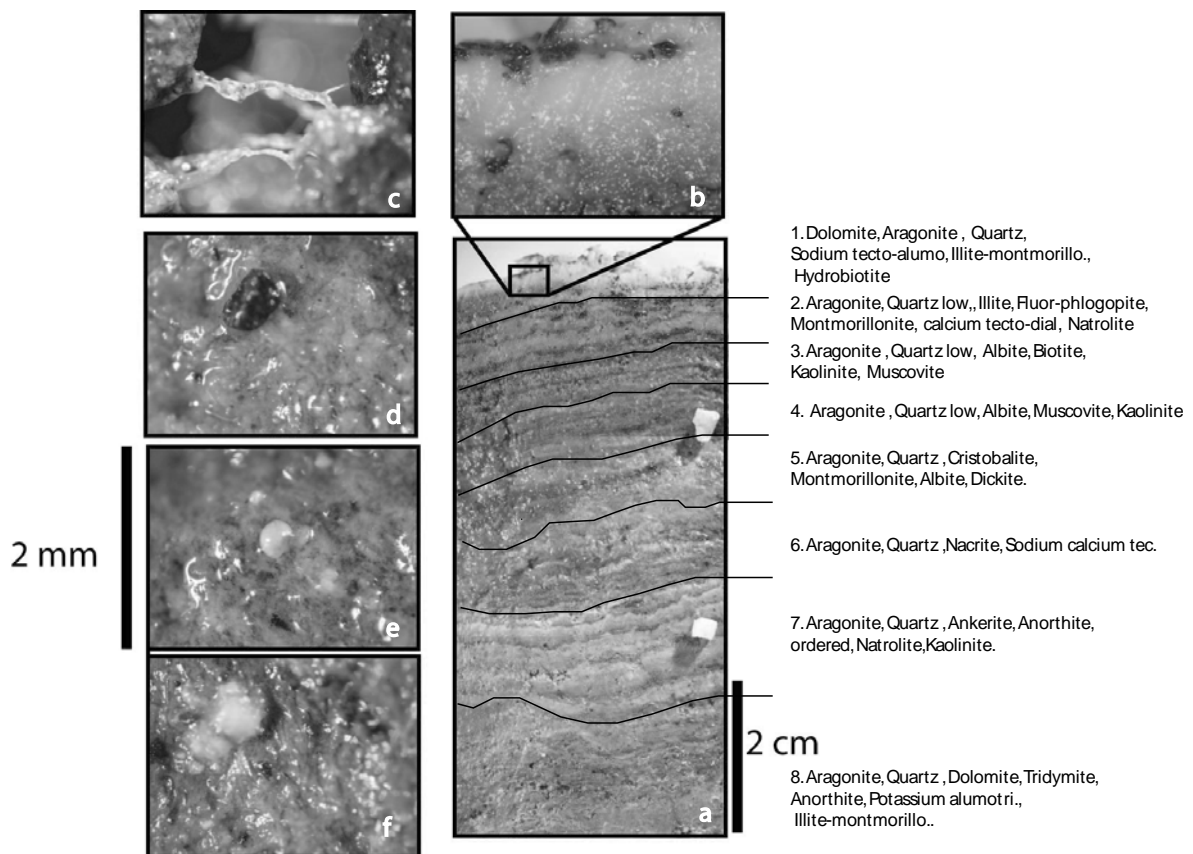 c
b
d
e
2 mm
f
a
2 cm
1. Dolomite, Aragonite , Quartz,
Sodium tecto-alumo, Illite-montmorillo.,
Hydrobiotite
2. Aragonite, Quartz low,, Illite, Fluor-phlogopite,
Montmorillonite, calcium tecto-dial, Natrolite
3. Aragonite , Quartz low, Albite, Biotite,
Kaolinite, Muscovite
4. Aragonite , Quartz low, Albite, Muscovite, Kaolinite
5. Aragonite, Quartz , Cristobalite,
Montmorillonite, Albite, Dickite.
6. Aragonite, Quartz , Nacrite, Sodium calcium tec.
7. Aragonite, Quartz , Ankerite, Anorthite,
ordered, Natrolite, Kaolinite.
8. Aragonite, Quartz , Dolomite, Tridymite,
Anorthite, Potassium alumotri.,
Illite-montmorillo..